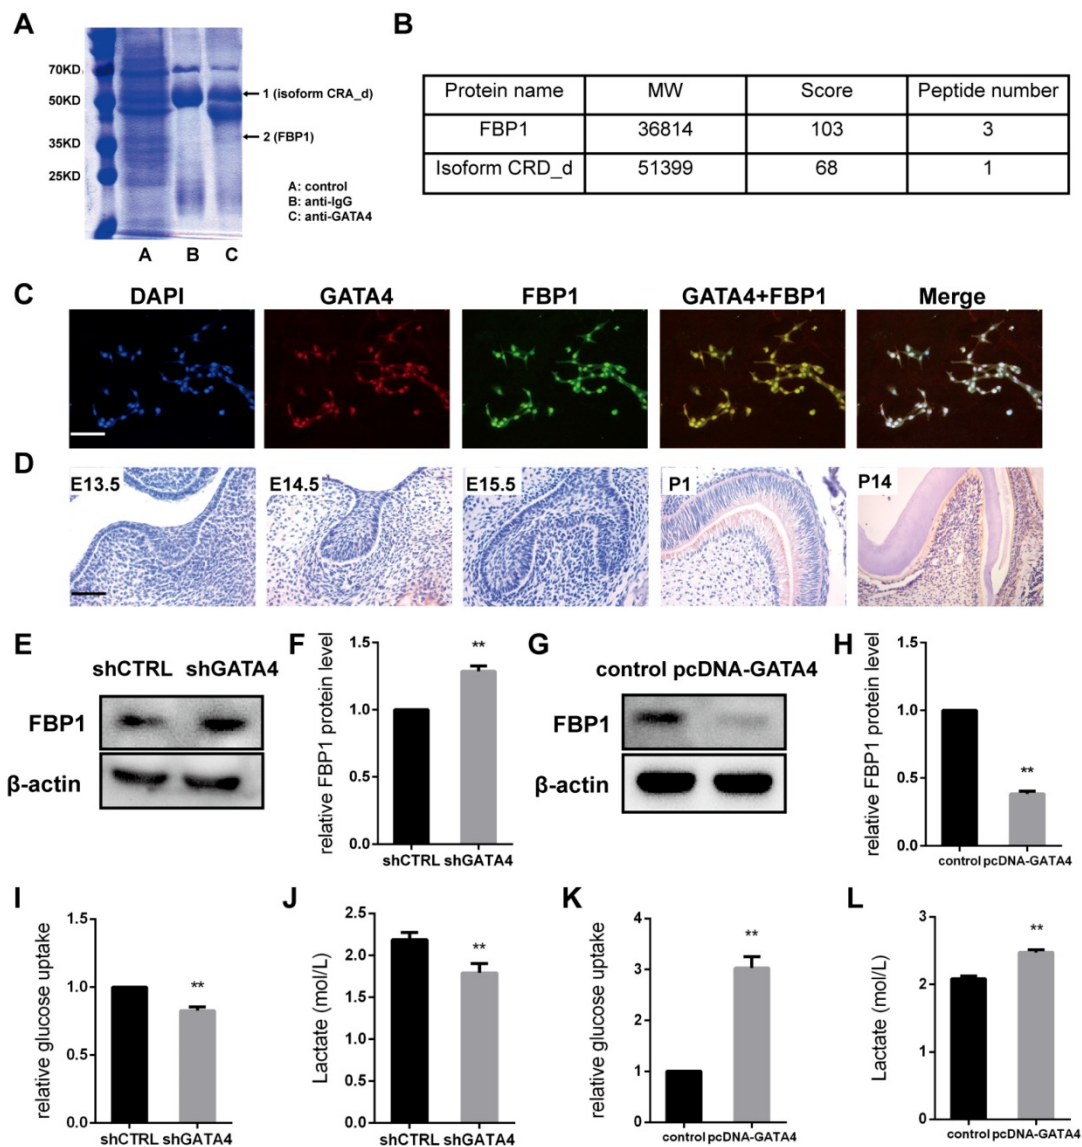 A
70KD
50KD
35KD
25KD
1 (isoform CRA_d)
2 (FBP1)
A: control
B: anti-IgG
C: anti-GATA4
A B C
B
Protein name MW Score Peptide number
FBP1 36814 103 3
Isoform CRD_d 51399 68 1
C
DAPI GATA4 FBP1 GATA4+FBP1 Merge
D
E13.5 E14.5 E15.5 P1 P14
E
shCTRL shGATA4
FBP1
β-actin
F
relative FBP1 protein level
1.5
1.0
0.5
0.0
**
shCTRL shGATA4
G
control pcDNA-GATA4
FBP1
β-actin
H
relative FBP1 protein level
1.5
1.0
0.5
0.0
**
control pcDNA-GATA4
I
relative glucose uptake
1.5
1.0
0.5
0.0
**
shCTRL shGATA4
J
Lactate (mol/L)
2.5
2.0
1.5
1.0
0.5
0.0
**
shCTRL shGATA4
K
relative glucose uptake
4
3
2
1
0
**
control pcDNA-GATA4
L
Lactate (mol/L)
3
2
1
0
**
control pcDNA-GATA4